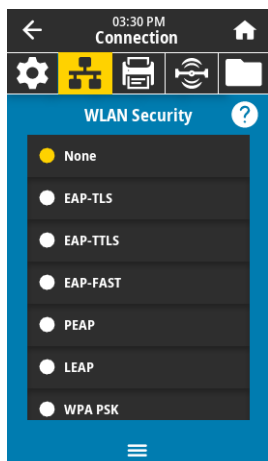 03:30 PM
Connection
WLAN Security
?
None
EAP-TLS
EAP-TTLS
EAP-FAST
PEAP
LEAP
WPA PSK